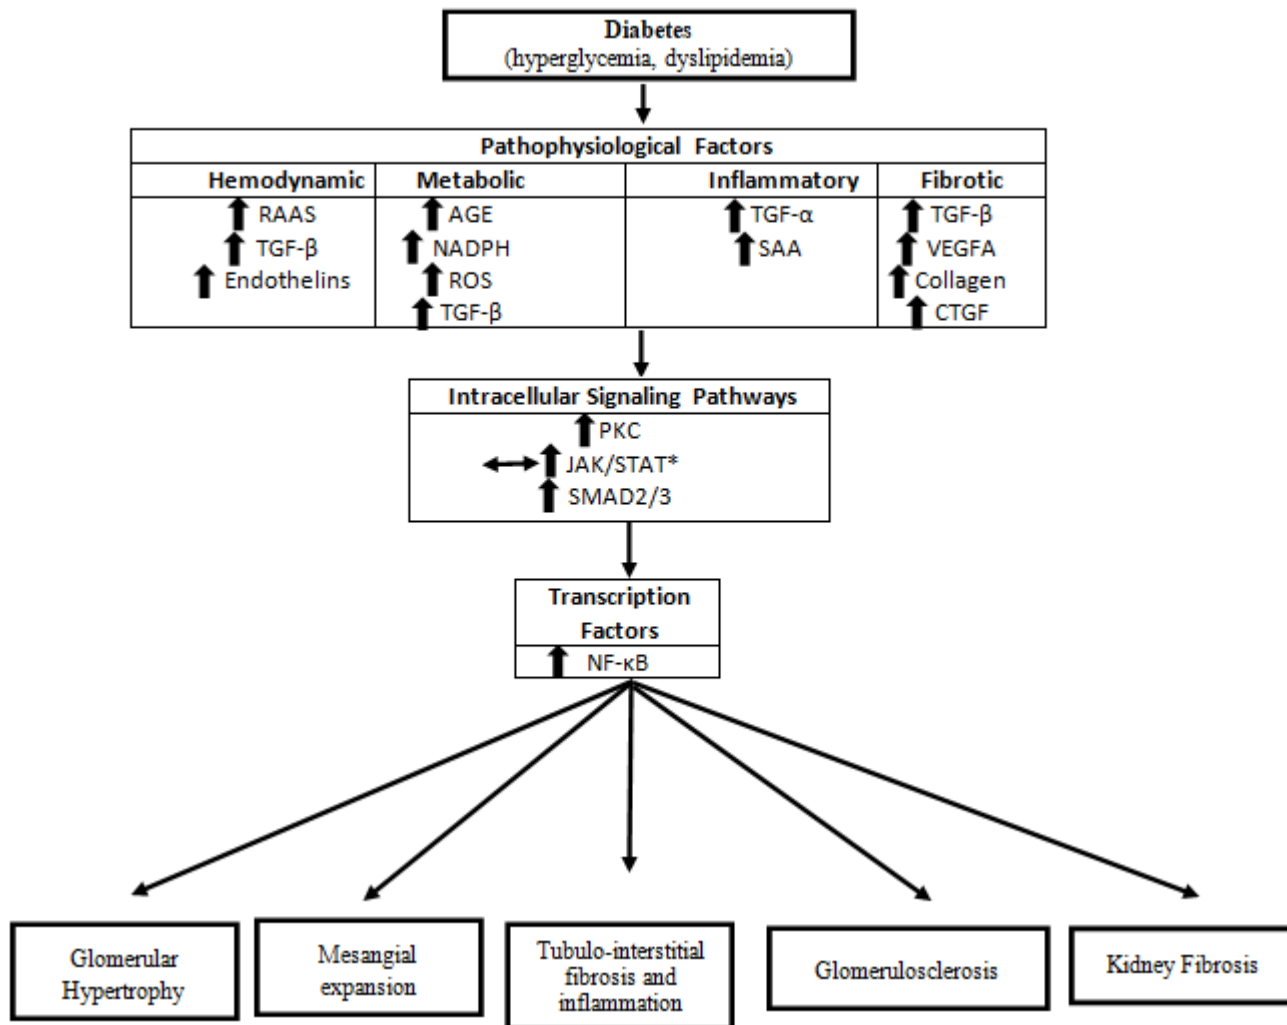 Diabetes
(hyperglycemia, dyslipidemia)
Pathophysiological Factors
Hemodynamic Metabolic Inflammatory Fibrotic
RAAS AGE TGF-α TGF-β
TGF-β NADPH SAA VEGFA
Endothelins ROS Collagen
TGF-β CTGF
Intracellular Signaling Pathways
PKC
JAK/STAT*
SMAD2/3
Transcription
Factors
NF-κB
Glomerular
Hypertrophy
Mesangial
expansion
Tubulo-interstitial
fibrosis and
inflammation
Glomerulosclerosis
Kidney Fibrosis